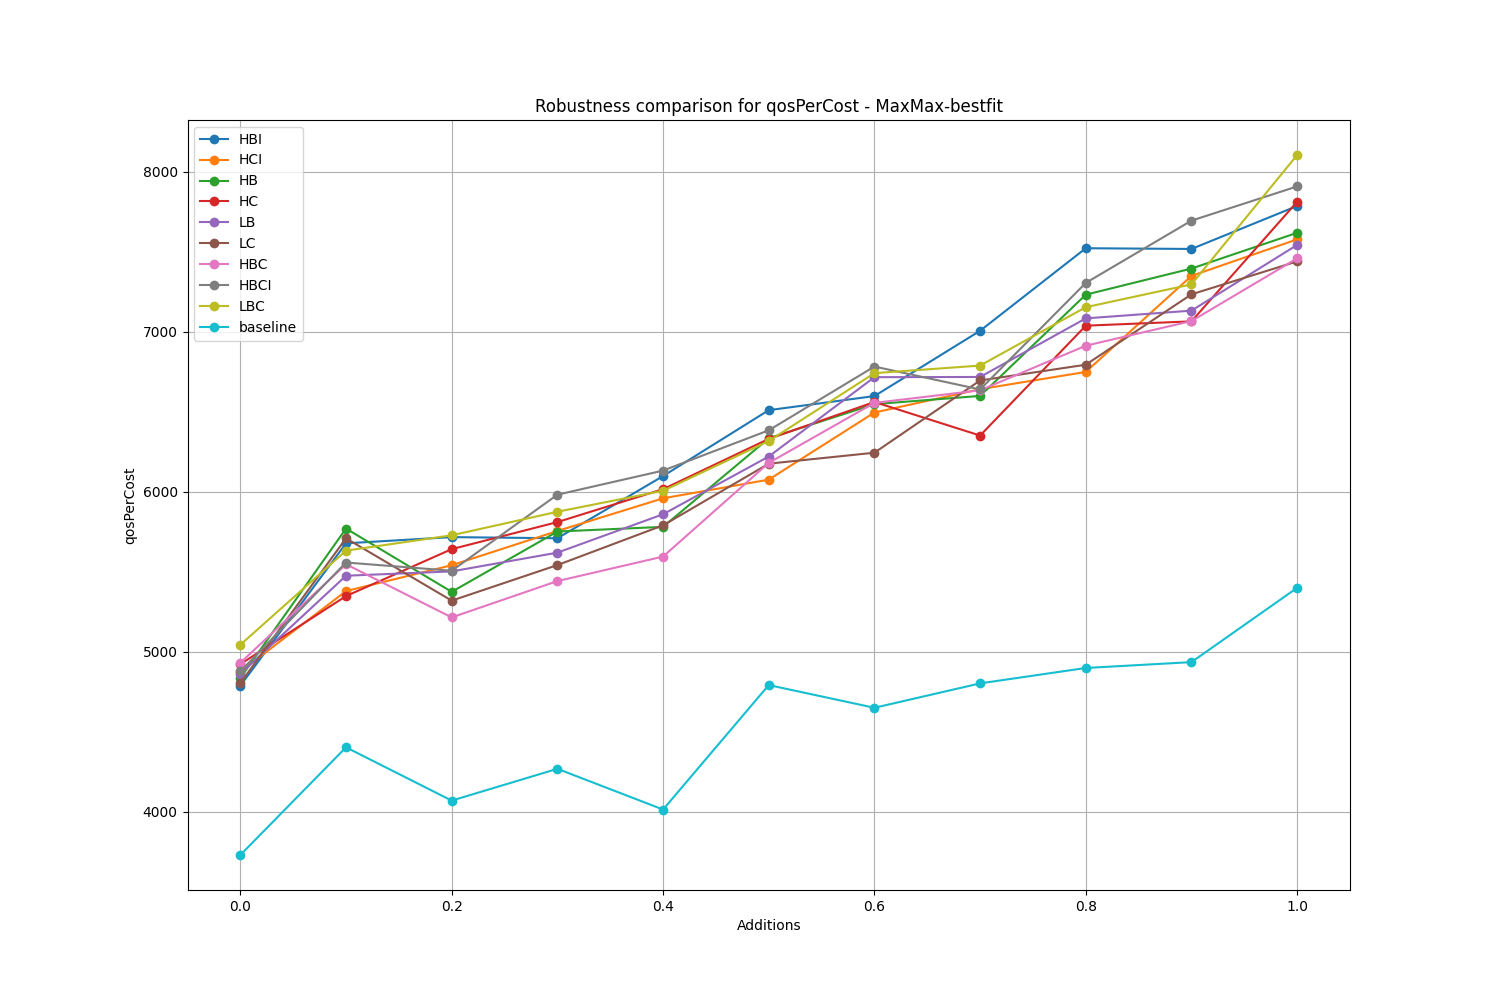 Robustness comparison for qosPerCost - MaxMax-bestfit
HBI
HCI
HB
HC
LB
LC
HBC
HBCI
LBC
baseline
8000
7000
6000
5000
4000
qosPerCost
0.0
0.2
0.4
0.6
0.8
1.0
Additions